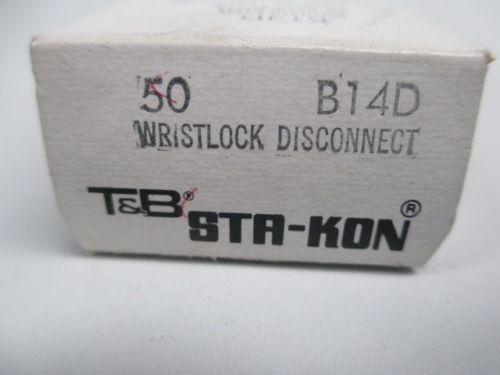 50 B14D
WRISTLOCK DISCONNECT
T&B® STA-KON®